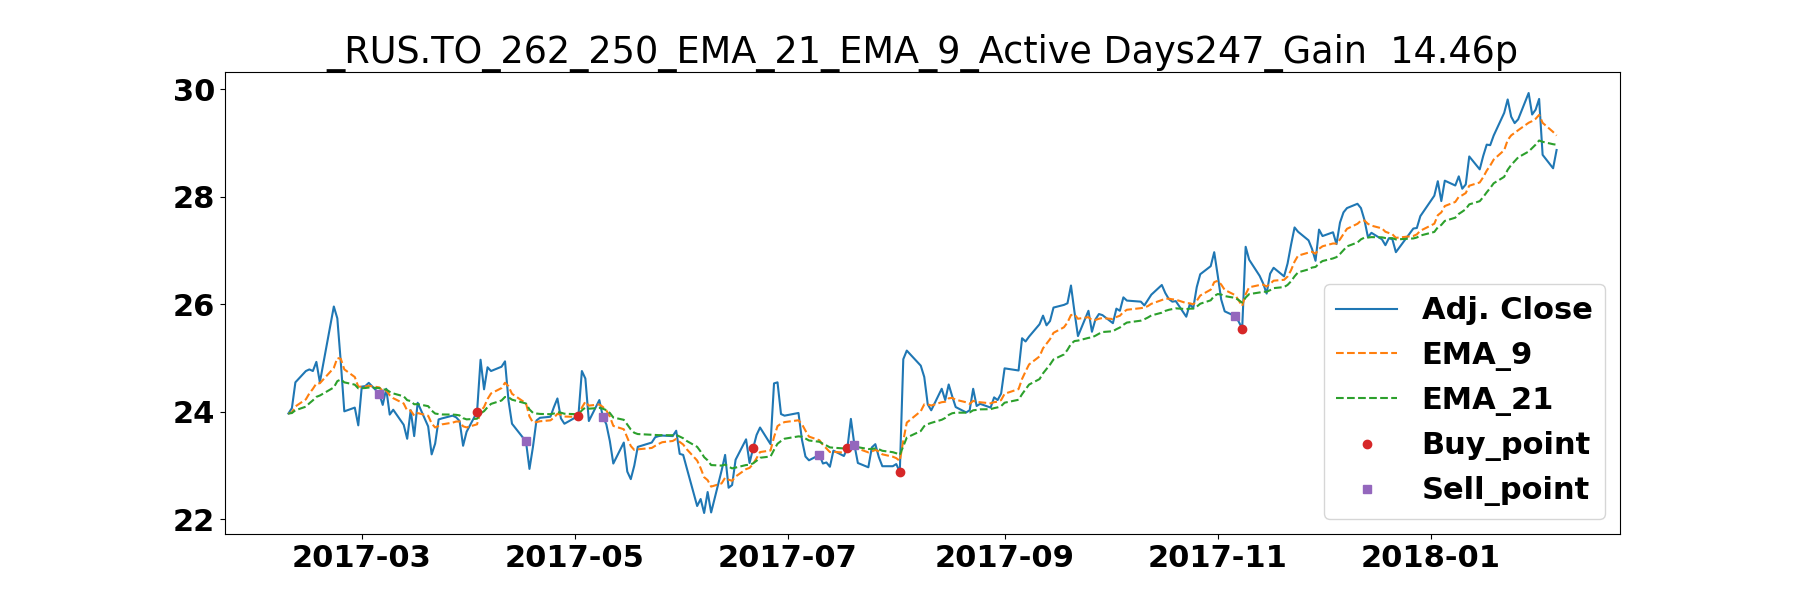 _RUS.TO_262_250_EMA_21_EMA_9_Active Days247_Gain  14.46p
30
28
26
24
22
2017-03 2017-05 2017-07 2017-09 2017-11 2018-01
Adj. Close
EMA_9
EMA_21
Buy_point
Sell_point